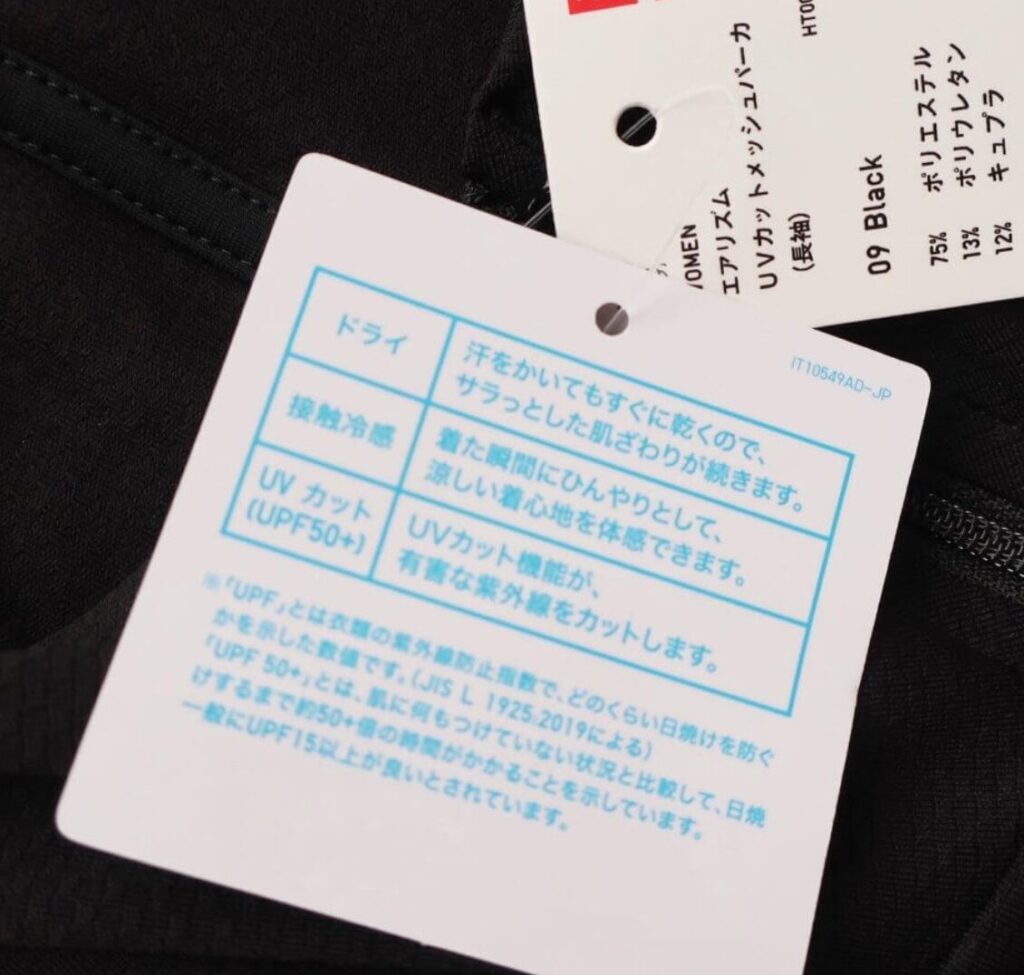 WOMEN
エアリズム
UVカットメッシュパーカ
(長袖)
HT00
09 Black
75% ポリエステル
13% ポリウレタン
12% キュプラ
IT10549AD-JP
ドライ
汗をかいてもすぐに乾くので、
サラっとした肌ざわりが続きます。
接触冷感
着た瞬間にひんやりとして、
涼しい着心地を体感できます。
UV カット
(UPF50+)
UVカット機能が、
有害な紫外線をカットします。
※「UPF」とは衣類の紫外線防止指数で、どのくらい日焼けを防ぐ
かを示した数値です。(JIS L 1925.2019による)
「UPF 50+」とは、肌に何もつけていない状況と比較して、日焼
けするまで約50+倍の時間がかかることを示しています。
一般にUPF15以上が良いとされています。